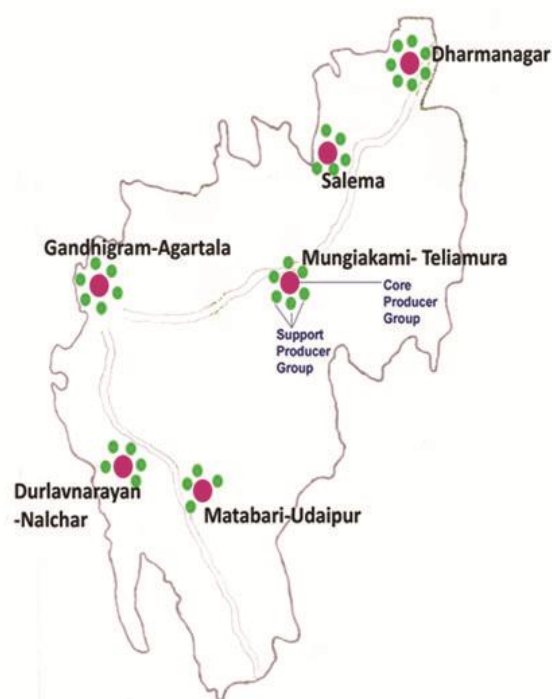 Dharmanagar
Salema
Gandhigram-Agartala
Mungiakami- Teliamura
Core
Producer
Group
Support
Producer
Group
Durlavnarayan
-Nalchar
Matabari-Udaipur